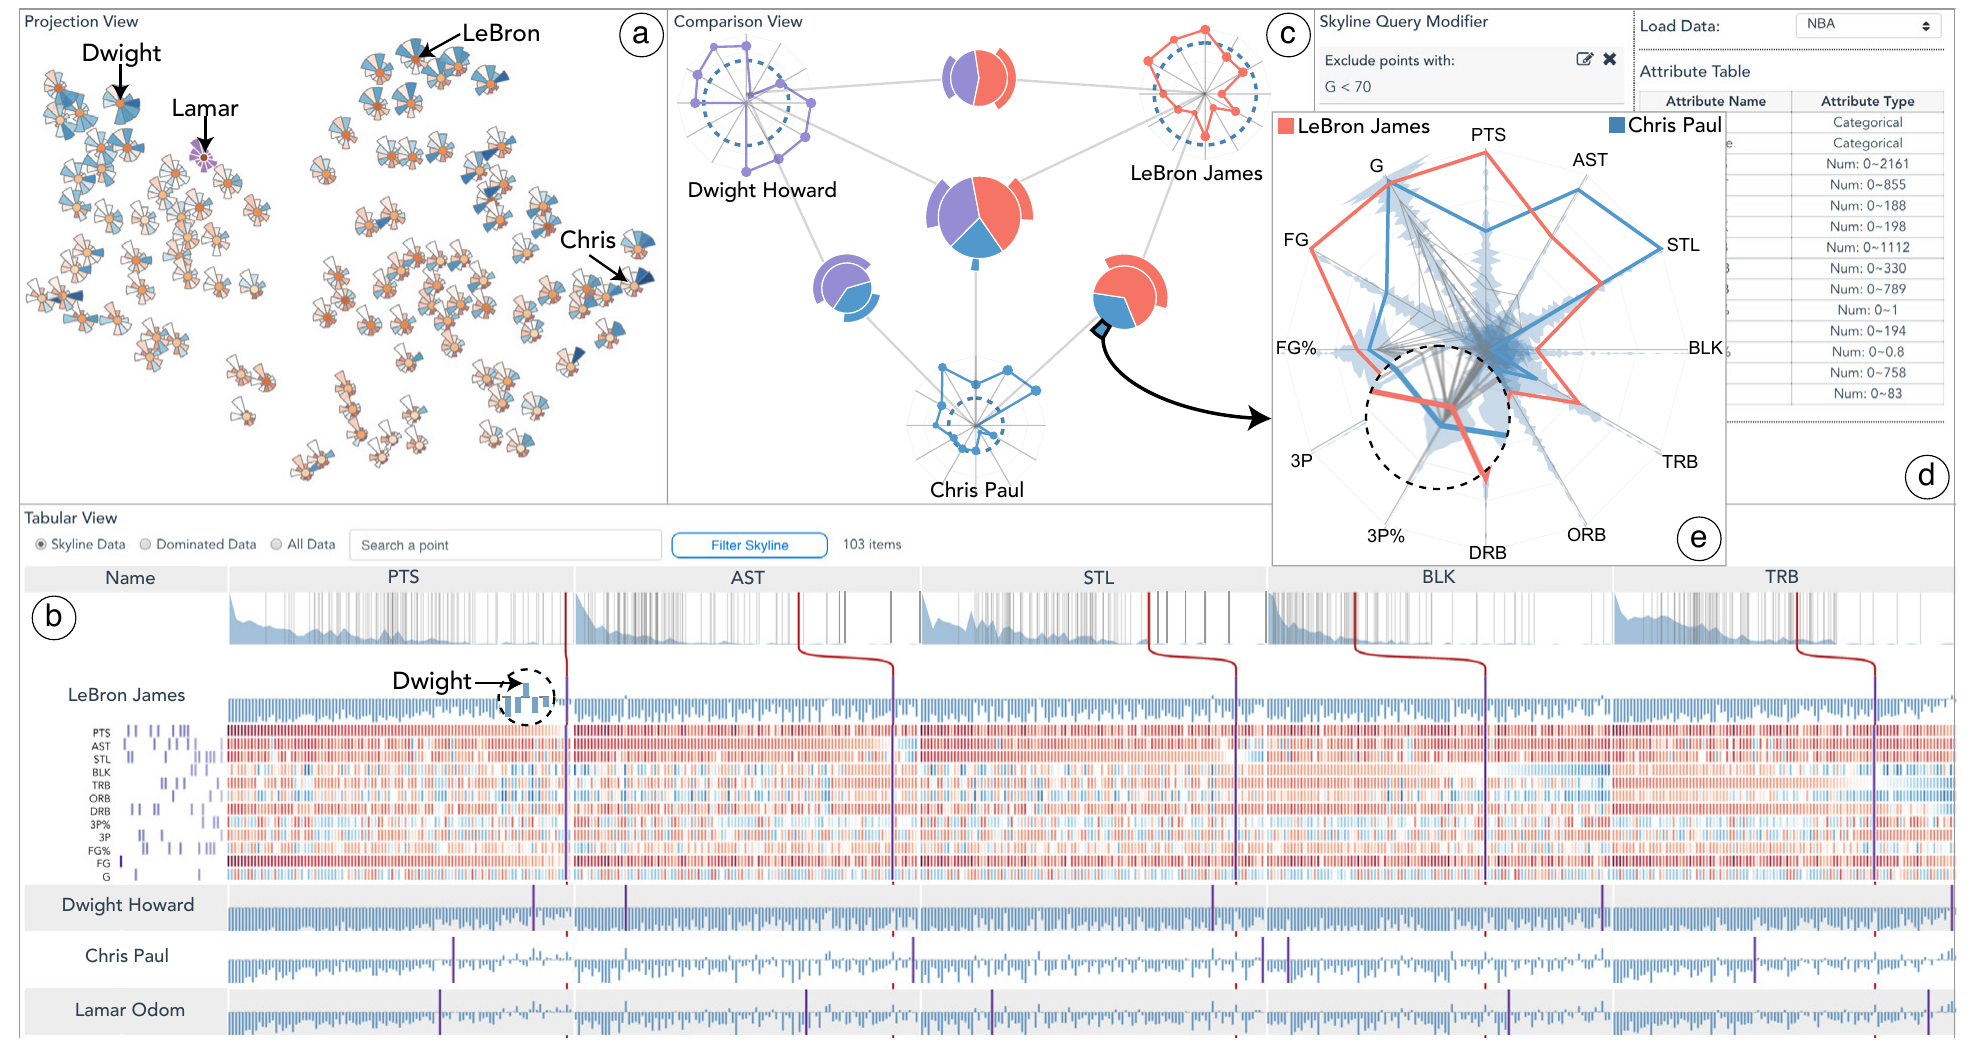 Projection View
a
Dwight
LeBron
Lamar
Chris
Comparison View
c
Dwight Howard
LeBron James
Chris Paul
Skyline Query Modifier
Exclude points with:
G < 70
Load Data:
NBA
Attribute Table
Attribute Name
Attribute Type
Categorical
Categorical
Num: 0~2161
Num: 0~855
Num: 0~188
Num: 0~198
Num: 0~1112
Num: 0~330
Num: 0~789
Num: 0~1
Num: 0~194
Num: 0~0.8
Num: 0~758
Num: 0~83
d
LeBron James
Chris Paul
PTS
AST
STL
BLK
TRB
ORB
DRB
3P%
3P
FG%
FG
G
e
Tabular View
Skyline Data
Dominated Data
All Data
Search a point
Filter Skyline
103 items
Name
PTS
AST
STL
BLK
TRB
b
Dwight
LeBron James
PTS
AST
STL
BLK
TRB
ORB
DRB
3P%
3P
FG%
FG
G
Dwight Howard
Chris Paul
Lamar Odom